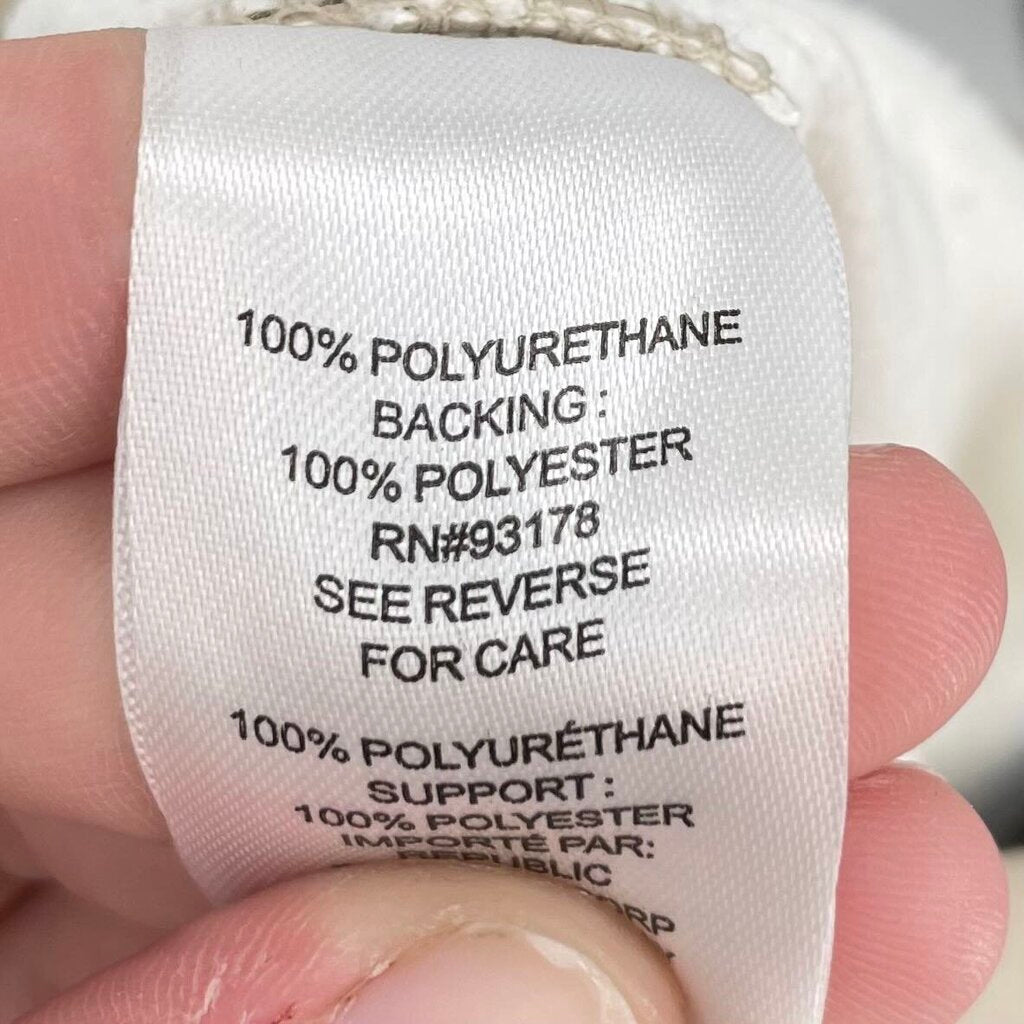 100% POLYURETHANE
BACKING :
100% POLYESTER
RN#93178
SEE REVERSE
FOR CARE
100% POLYURÉTHANE
SUPPORT :
100% POLYESTER
IMPORTÉ PAR:
REPUBLIC